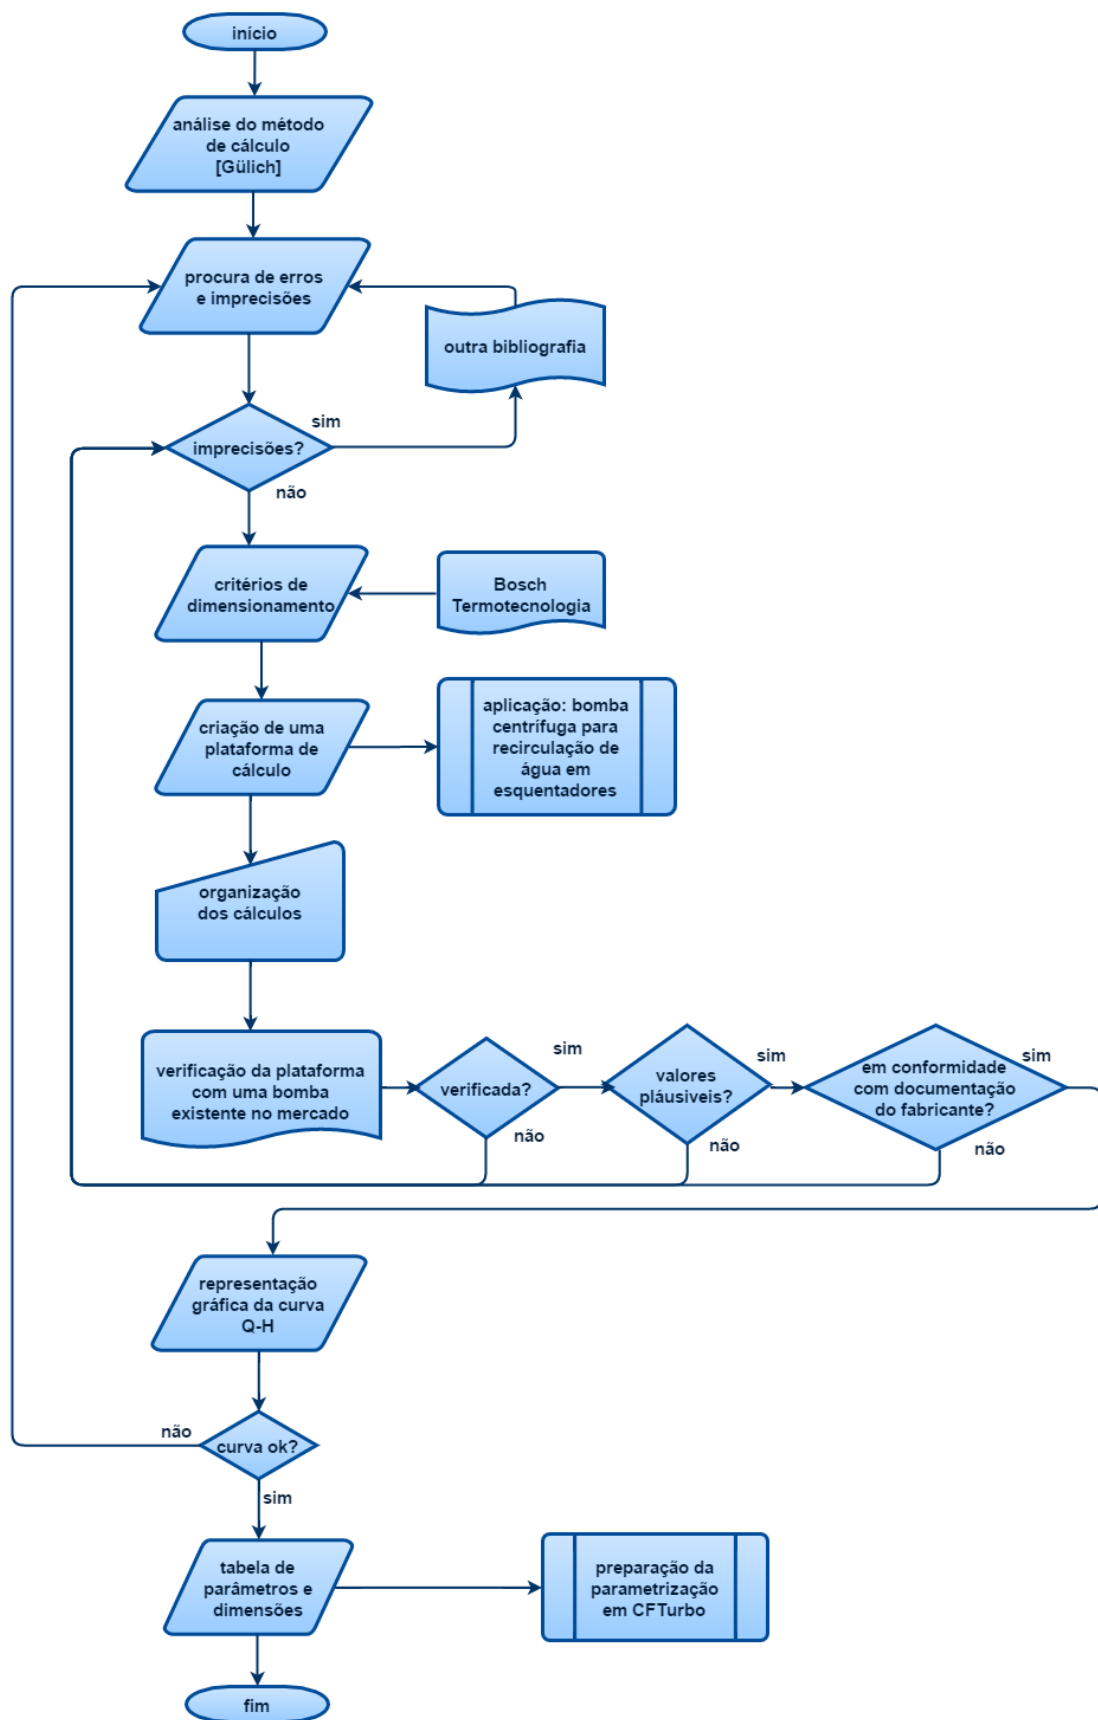 início
análise do método
de cálculo
[Gülich]
procura de erros
e imprecisões
outra bibliografia
sim
imprecisões?
não
critérios de
dimensionamento
Bosch
Termotecnologia
criação de uma
plataforma de
cálculo
aplicação: bomba
centrífuga para
recirculação de
água em
esquentadores
organização
dos cálculos
verificação da plataforma
com uma bomba
existente no mercado
verificada?
sim
não
valores
pláusiveis?
sim
não
em conformidade
com documentação
do fabricante?
sim
não
representação
gráfica da curva
Q-H
não
curva ok?
sim
tabela de
parâmetros e
dimensões
preparação da
parametrização
em CFTurbo
fim